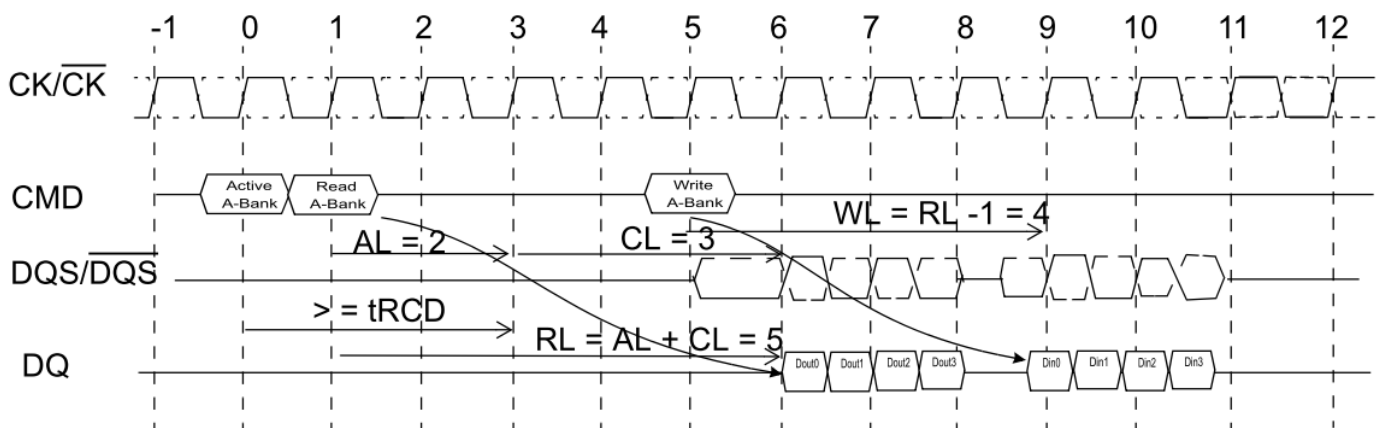 -1 0 1 2 3 4 5 6 7 8 9 10 11 12
CK/C̅K̅
CMD
Active
A-Bank
Read
A-Bank
Write
A-Bank
WL = RL -1 = 4
AL = 2
CL = 3
DQS/D̅Q̅S̅
> = tRCD
RL = AL + CL = 5
DQ
Dout0 Dout1 Dout2 Dout3 Din0 Din1 Din2 Din3